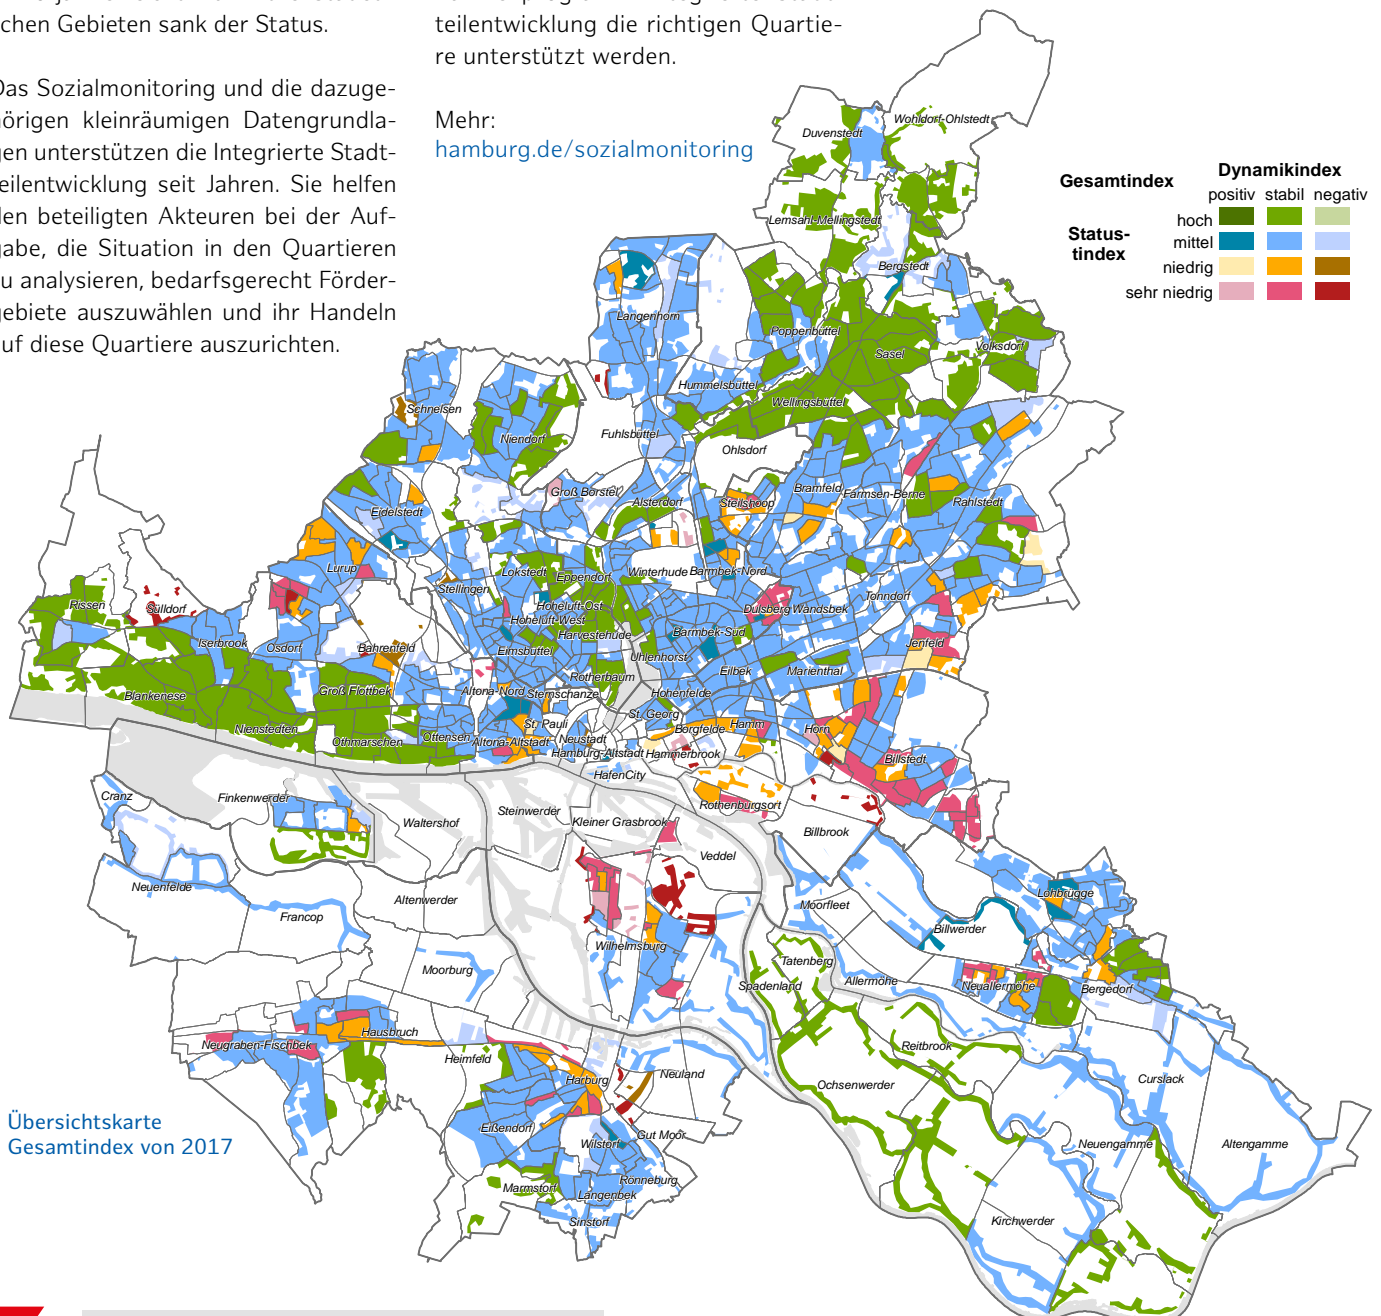 chen Gebieten sank der Status.
Das Sozialmonitoring und die dazuge-
hörigen kleinräumigen Datengrundla-
gen unterstützen die Integrierte Stadt-
teilentwicklung seit Jahren. Sie helfen
den beteiligten Akteuren bei der Auf-
gabe, die Situation in den Quartieren
zu analysieren, bedarfsgerecht Förder-
gebiete auszuwählen und ihr Handeln
auf diese Quartiere auszurichten.
teilentwicklung die richtigen Quartie-
re unterstützt werden.
Mehr:
hamburg.de/sozialmonitoring
Gesamtindex
Dynamikindex
positiv stabil negativ
Status-
tindex
hoch
mittel
niedrig
sehr niedrig
Wohldorf-Ohlstedt
Duvenstedt
Lemsahl-Mellingstedt
Bergstedt
Langenhorn
Poppenbüttel
Sasel
Volksdorf
Hummelsbüttel
Wellingsbüttel
Schnelsen
Niendorf
Fuhlsbüttel
Ohlsdorf
Groß Borstel
Alsterdorf
Steilshoop
Bramfeld
Farmsen-Berne
Rahlstedt
Eidelstedt
Lurup
Stellingen
Lokstedt
Eppendorf
Winterhude
Barmbek-Nord
Rissen
Sülldorf
Iserbrook
Osdorf
Bahrenfeld
Hoheluft-Ost
Hoheluft-West
Harvestehude
Eimsbüttel
Dulsberg
Wandsbek
Tonndorf
Barmbek-Süd
Jenfeld
Uhlenhorst
Eilbek
Marienthal
Rotherbaum
Blankenese
Groß Flottbek
Altona-Nord
Sternschanze
Hohenfelde
St. Georg
Nienstedten
Othmarschen
Ottensen
Altona-Altstadt
St. Pauli
Neustadt
Hamburg-Altstadt
Hammerbrook
Borgfelde
Hamm
Horn
Billstedt
HafenCity
Cranz
Finkenwerder
Waltershof
Steinwerder
Kleiner Grasbrook
Rothenburgsort
Billbrook
Veddel
Neuenfelde
Francop
Altenwerder
Moorfleet
Lohbrügge
Billwerder
Wilhelmsburg
Moorburg
Tatenberg
Spadenland
Allermöhe
Neuallermöhe
Bergedorf
Neugraben-Fischbek
Hausbruch
Heimfeld
Harburg
Neuland
Reitbrook
Ochsenwerder
Curslack
Eißendorf
Wilstorf
Gut Moor
Neuengamme
Altengamme
Marmstorf
Rönneburg
Langenbek
Sinstorf
Kirchwerder
Übersichtskarte
Gesamtindex von 2017